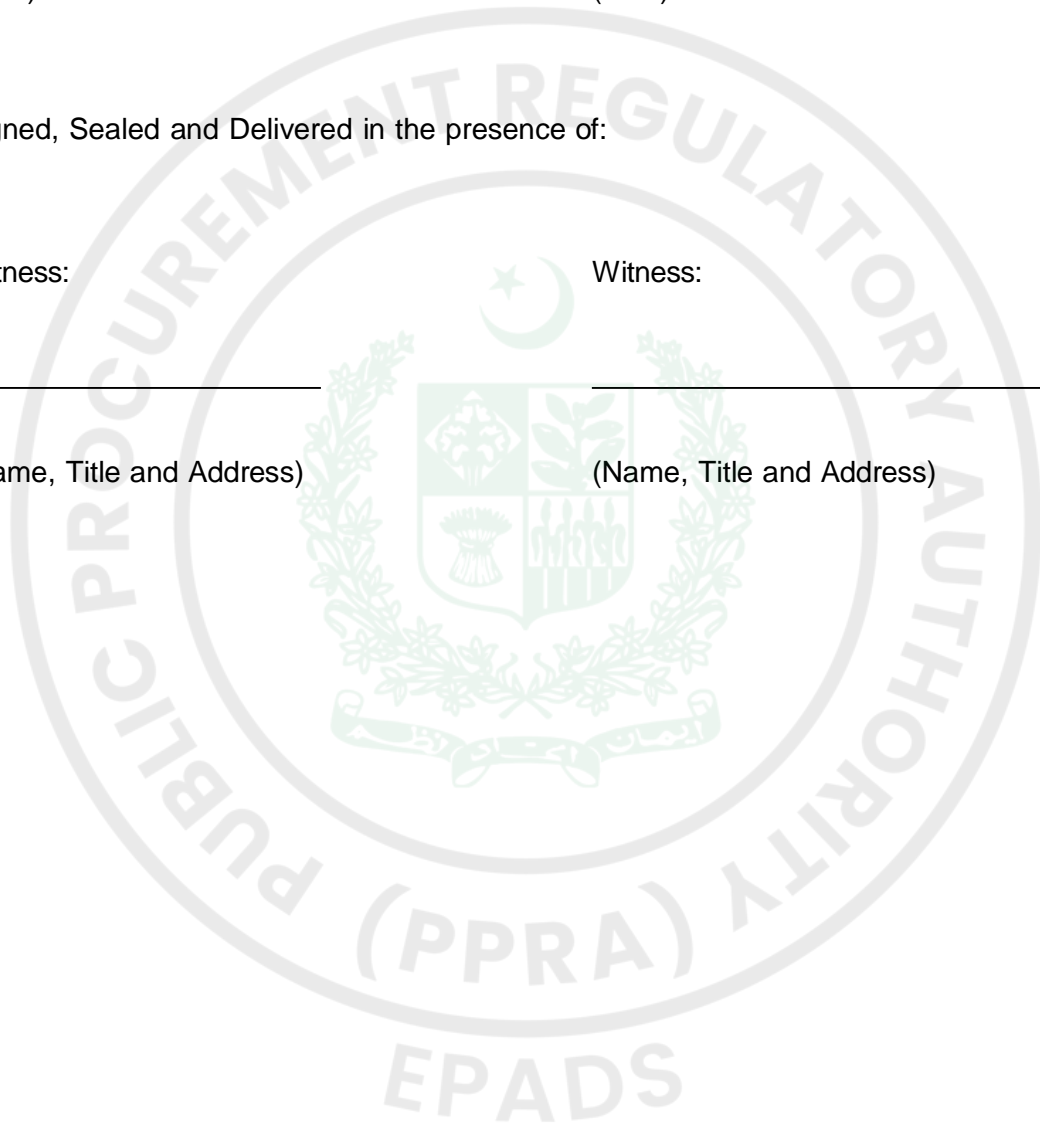 gned, Sealed and Delivered in the presence of:
tness: Witness:
ame, Title and Address) (Name, Title and Address)
PUBLIC PROCUREMENT REGULATORY AUTHORITY
(PPRA)
EPADS